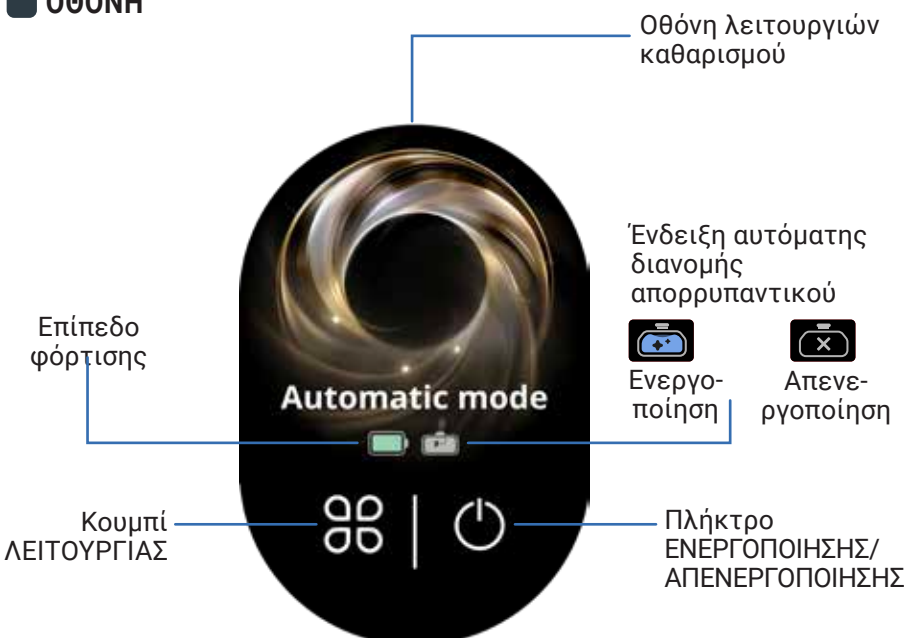 ΟΘΟΝΗ
Οθόνη λειτουργιών
καθαρισμού
Ένδειξη αυτόματης
διανομής
απορρυπαντικού
Ενεργο-
ποίηση
Απενε-
ργοποίηση
Επίπεδο
φόρτισης
Automatic mode
Κουμπί
ΛΕΙΤΟΥΡΓΙΑΣ
Πλήκτρο
ΕΝΕΡΓΟΠΟΙΗΣΗΣ/
ΑΠΕΝΕΡΓΟΠΟΙΗΣΗΣ